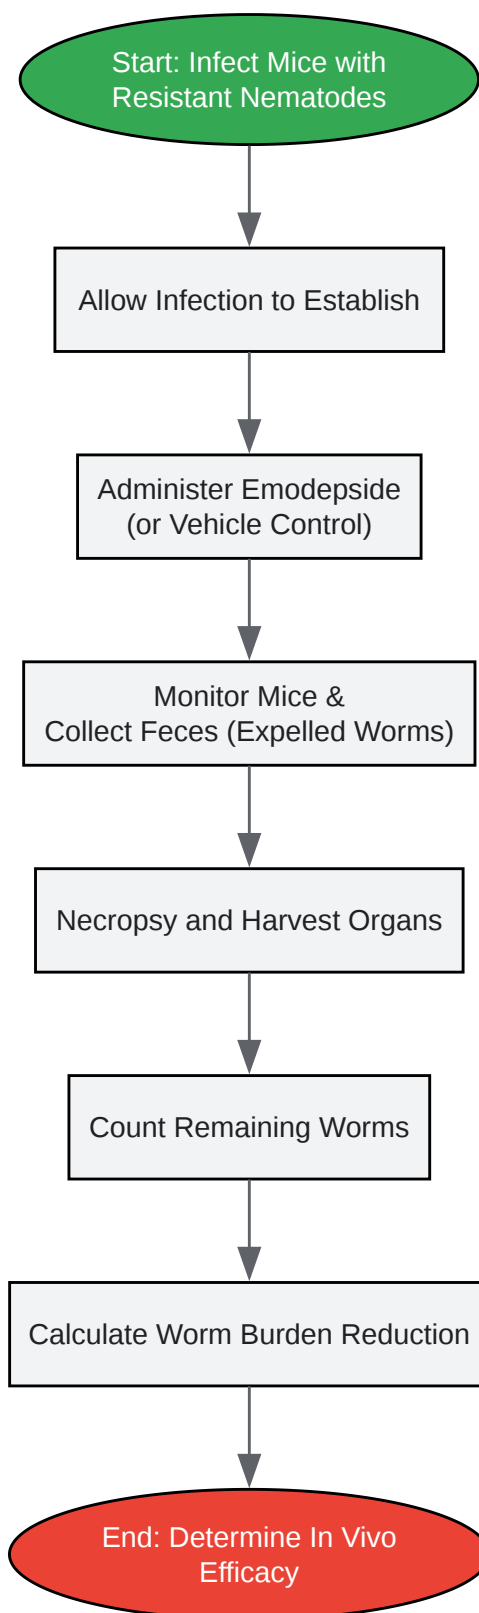 Start: Infect Mice with
Resistant Nematodes
Allow Infection to Establish
Administer Emodepside
(or Vehicle Control)
Monitor Mice &
Collect Feces (Expelled Worms)
Necropsy and Harvest Organs
Count Remaining Worms
Calculate Worm Burden Reduction
End: Determine In Vivo
Efficacy